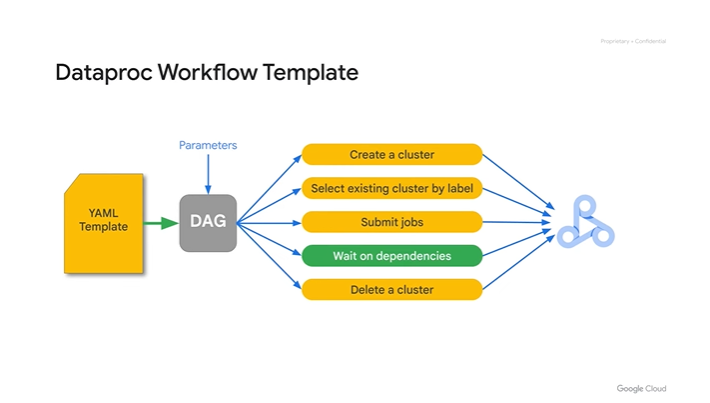 Proprietary + Confidential
Dataproc Workflow Template
Parameters
YAML
Template
DAG
Create a cluster
Select existing cluster by label
Submit jobs
Wait on dependencies
Delete a cluster
Google Cloud